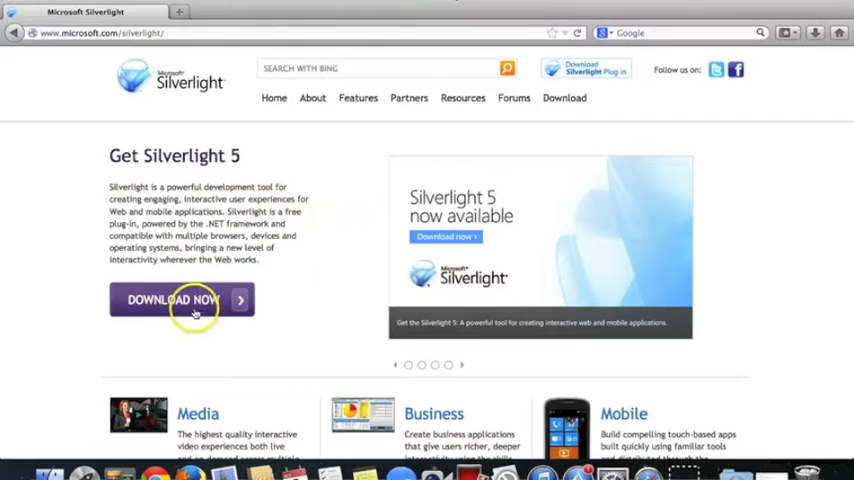 Microsoft Silverlight
+
www.microsoft.com/silverlight/
Google
Microsoft®
Silverlight
SEARCH WITH BING
Download
Silverlight Plug in
Follow us on:
Home About Features Partners Resources Forums Download
Get Silverlight 5
Silverlight is a powerful development tool for
creating engaging, interactive user experiences for
Web and mobile applications. Silverlight is a free
plug-in, powered by the .NET framework and
compatible with multiple browsers, devices and
operating systems, bringing a new level of
interactivity wherever the Web works.
DOWNLOAD NOW
Silverlight 5
now available
Download now ›
Microsoft®
Silverlight
Get the Silverlight 5: A powerful tool for creating interactive web and mobile applications.
Media
The highest quality interactive
video experiences both live
Business
Create business applications
that give users richer, deeper
Mobile
Build compelling touch-based apps
built quickly using familiar tools